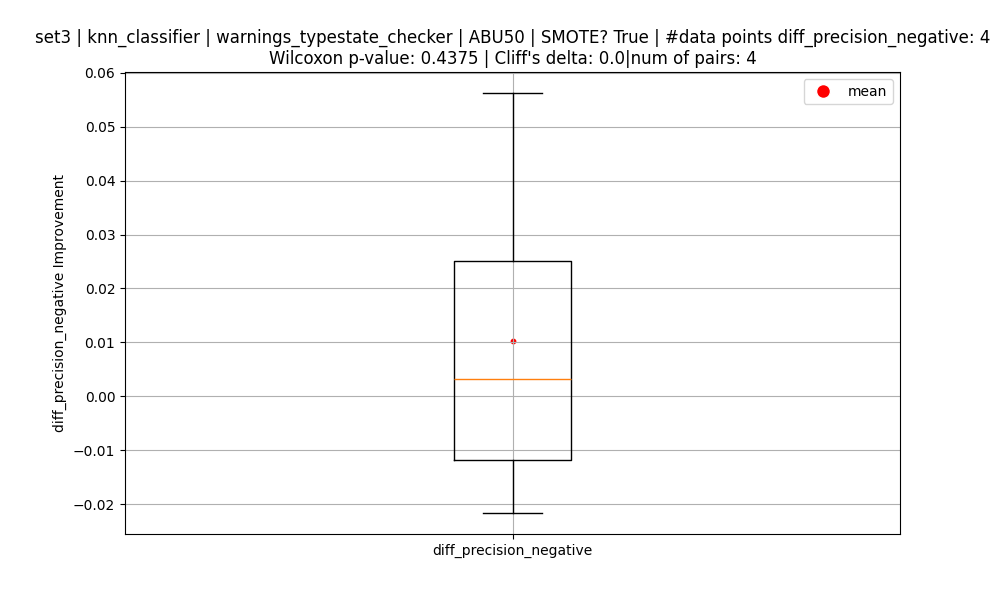 set3 | knn_classifier | warnings_typestate_checker | ABU50 | SMOTE? True | #data points diff_precision_negative: 4
Wilcoxon p-value: 0.4375 | Cliff's delta: 0.0|num of pairs: 4
mean
0.06
0.05
0.04
0.03
0.02
0.01
0.00
−0.01
−0.02
diff_precision_negative Improvement
diff_precision_negative